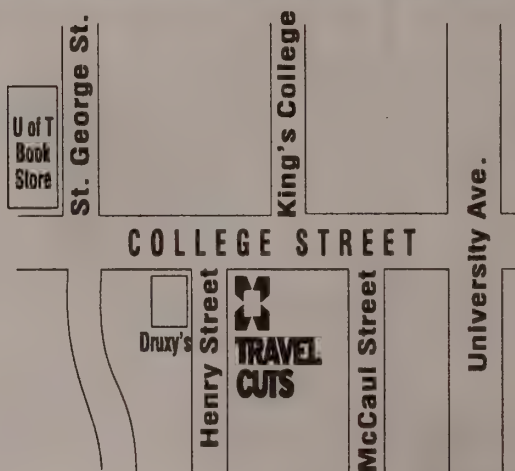 St. George St.
King's College
U of T
Book
Store
COLLEGE STREET
University Ave.
Druxy's
Henry Street
TRAVEL
CUTS
McCaul Street